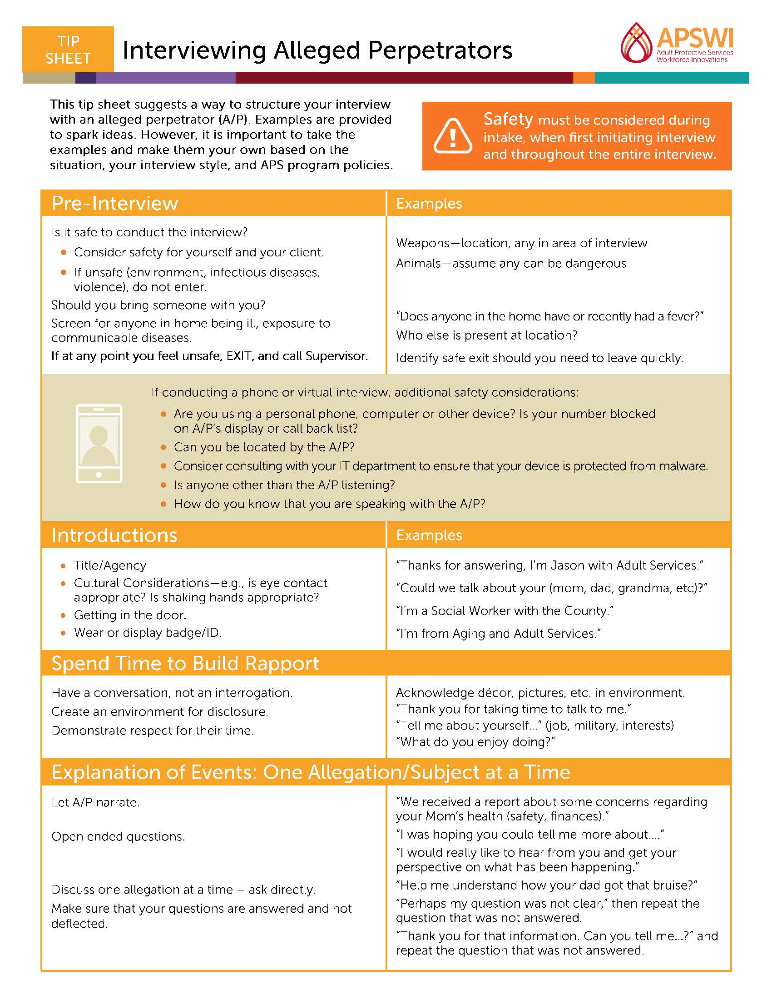 TIP
SHEET
Interviewing Alleged Perpetrators
APSWI
Adult Protective Services
Workforce Innovations
This tip sheet suggests a way to structure your interview
with an alleged perpetrator (A/P). Examples are provided
to spark ideas. However, it is important to take the
examples and make them your own based on the
situation, your interview style, and APS program policies.
Safety must be considered during
intake, when first initiating interview
and throughout the entire interview.
Pre-Interview
Examples
Is it safe to conduct the interview?
• Consider safety for yourself and your client.
• If unsafe (environment, infectious diseases,
violence), do not enter.
Should you bring someone with you?
Screen for anyone in home being ill, exposure to
communicable diseases.
If at any point you feel unsafe, EXIT, and call Supervisor.
Weapons—location, any in area of interview
Animals—assume any can be dangerous
“Does anyone in the home have or recently had a fever?”
Who else is present at location?
Identify safe exit should you need to leave quickly.
If conducting a phone or virtual interview, additional safety considerations:
• Are you using a personal phone, computer or other device? Is your number blocked
on A/P’s display or call back list?
• Can you be located by the A/P?
• Consider consulting with your IT department to ensure that your device is protected from malware.
• Is anyone other than the A/P listening?
• How do you know that you are speaking with the A/P?
Introductions
Examples
• Title/Agency
• Cultural Considerations—e.g., is eye contact
appropriate? Is shaking hands appropriate?
• Getting in the door.
• Wear or display badge/ID.
“Thanks for answering, I’m Jason with Adult Services.”
“Could we talk about your (mom, dad, grandma, etc)?”
“I’m a Social Worker with the County.”
“I’m from Aging and Adult Services.”
Spend Time to Build Rapport
Have a conversation, not an interrogation.
Create an environment for disclosure.
Demonstrate respect for their time.
Acknowledge décor, pictures, etc. in environment.
“Thank you for taking time to talk to me.”
“Tell me about yourself...” (job, military, interests)
“What do you enjoy doing?”
Explanation of Events: One Allegation/Subject at a Time
Let A/P narrate.
Open ended questions.
Discuss one allegation at a time – ask directly.
Make sure that your questions are answered and not
deflected.
“We received a report about some concerns regarding
your Mom’s health (safety, finances).”
“I was hoping you could tell me more about....”
“I would really like to hear from you and get your
perspective on what has been happening.”
“Help me understand how your dad got that bruise?”
“Perhaps my question was not clear,” then repeat the
question that was not answered.
“Thank you for that information. Can you tell me...?” and
repeat the question that was not answered.